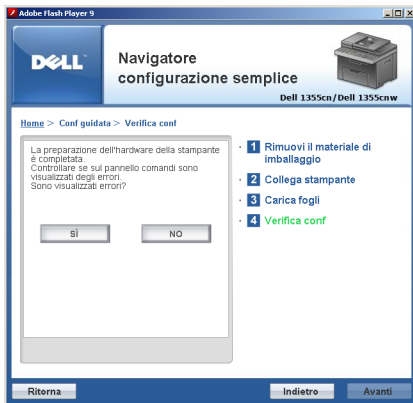 Adobe Flash Player 9
DELL™
Navigatore
configurazione semplice
Dell 1355cn/Dell 1355cnw
Home > Conf guidata > Verifica conf
La preparazione dell'hardware della stampante
è completata.
Controllare se sul pannello comandi sono
visualizzati degli errori.
Sono visualizzati errori?
SÌ
NO
1 Rimuovi il materiale di
imballaggio
2 Collega stampante
3 Carica fogli
4 Verifica conf
Ritorna
Indietro
Avanti